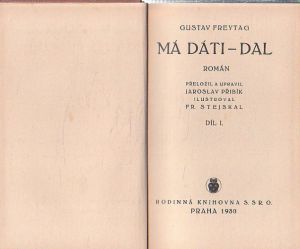 GUSTAV FREYTAG
MÁ DÁTI – DAL
ROMÁN
PŘELOŽIL A UPRAVIL
JAROSLAV PŘIBÍK
ILUSTROVAL
FR. STEJSKAL
DÍL I.
RODINNÁ KNIHOVNA S. S R. O.
PRAHA 1930